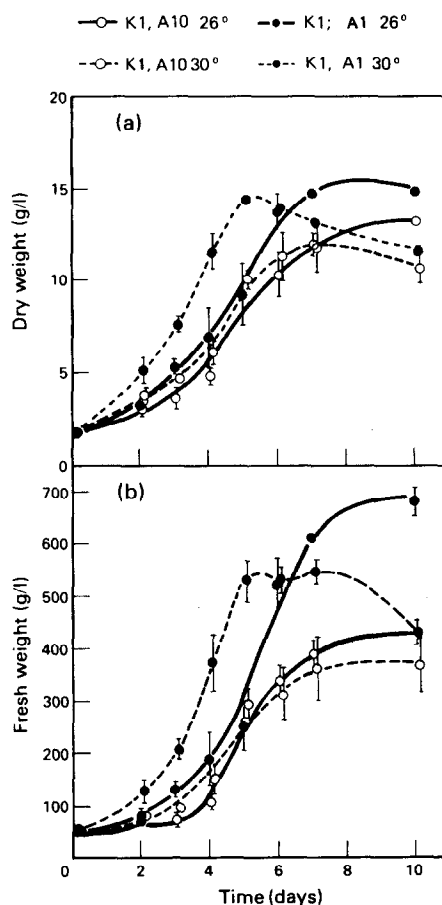 K1, A10 26° K1; A1 26°
K1, A10 30° K1, A1 30°
(a)
20
15
10
5
0
Dry weight (g/l)
(b)
700
600
500
400
300
200
100
0
Fresh weight (g/l)
0 2 4 6 8 10
Time (days)